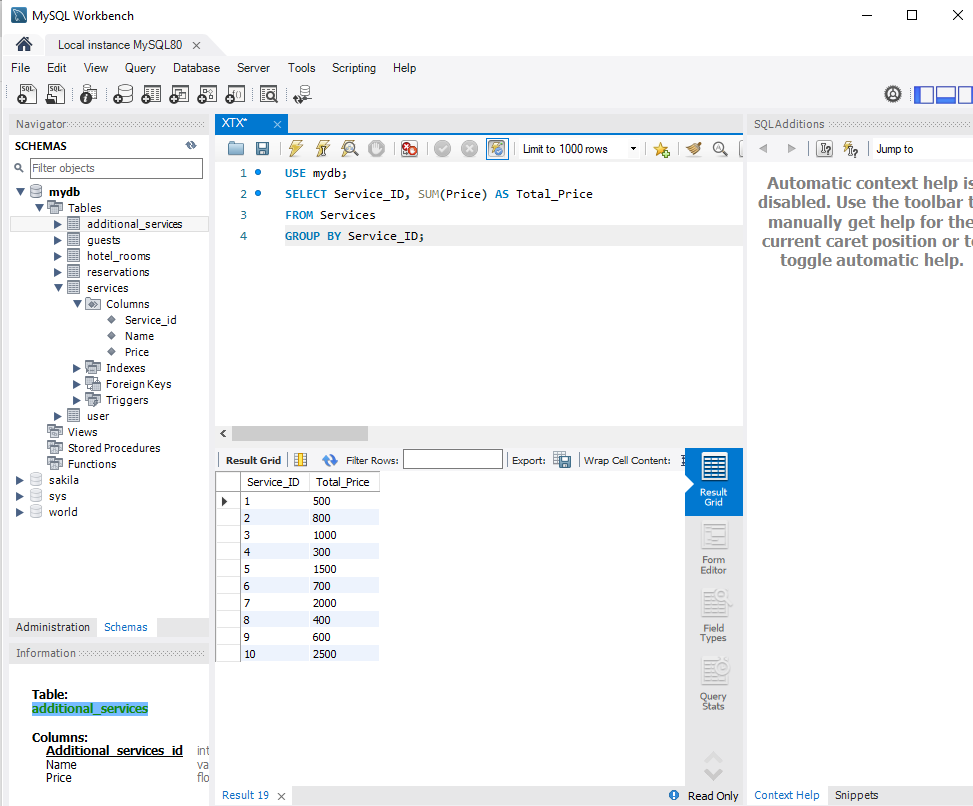 MySQL Workbench
Local instance MySQL80
File Edit View Query Database Server Tools Scripting Help
Navigator
SCHEMAS
Filter objects
mydb
Tables
additional_services
guests
hotel_rooms
reservations
services
Columns
Service_id
Name
Price
Indexes
Foreign Keys
Triggers
user
Views
Stored Procedures
Functions
sakila
sys
world
Administration Schemas
Information
Table:
additional_services
Columns:
Additional_services_id int
Name va
Price flo
XTX*
Limit to 1000 rows
1 USE mydb;
2 SELECT Service_ID, SUM(Price) AS Total_Price
3 FROM Services
4 GROUP BY Service_ID;
Result Grid Filter Rows: Export: Wrap Cell Content:
Service_ID Total_Price
1 500
2 800
3 1000
4 300
5 1500
6 700
7 2000
8 400
9 600
10 2500
Result
Grid
Form
Editor
Field
Types
Query
Stats
Result 19
Read Only
SQLAdditions
Jump to
Automatic context help is
disabled. Use the toolbar t
manually get help for the
current caret position or to
toggle automatic help.
Context Help Snippets